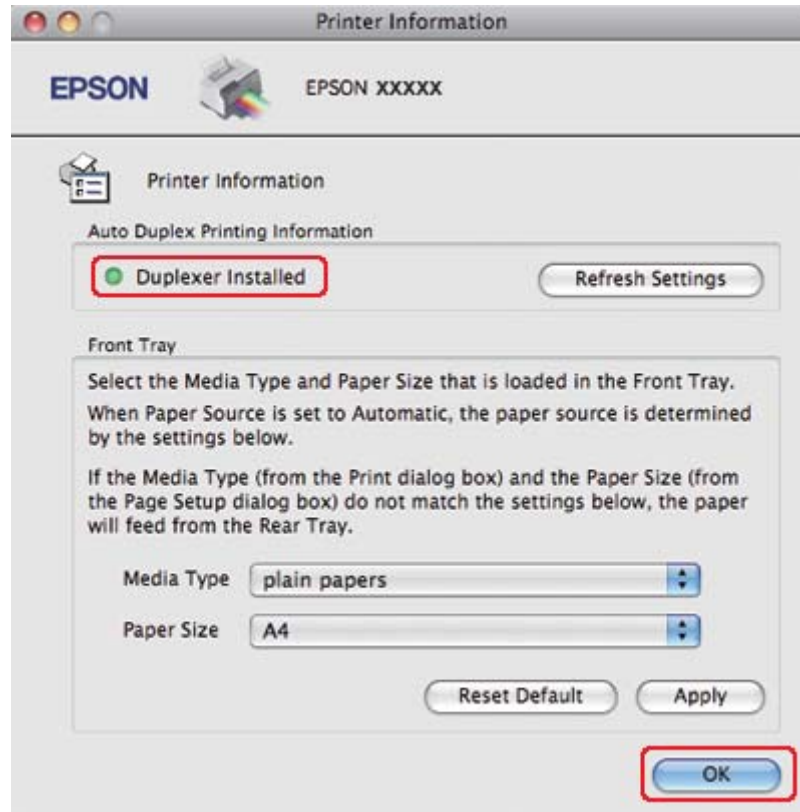 Printer Information
EPSON
EPSON XXXXX
Printer Information
Auto Duplex Printing Information
Duplexer Installed
Refresh Settings
Front Tray
Select the Media Type and Paper Size that is loaded in the Front Tray.
When Paper Source is set to Automatic, the paper source is determined
by the settings below.
If the Media Type (from the Print dialog box) and the Paper Size (from
the Page Setup dialog box) do not match the settings below, the paper
will feed from the Rear Tray.
Media Type plain papers
Paper Size A4
Reset Default Apply
OK